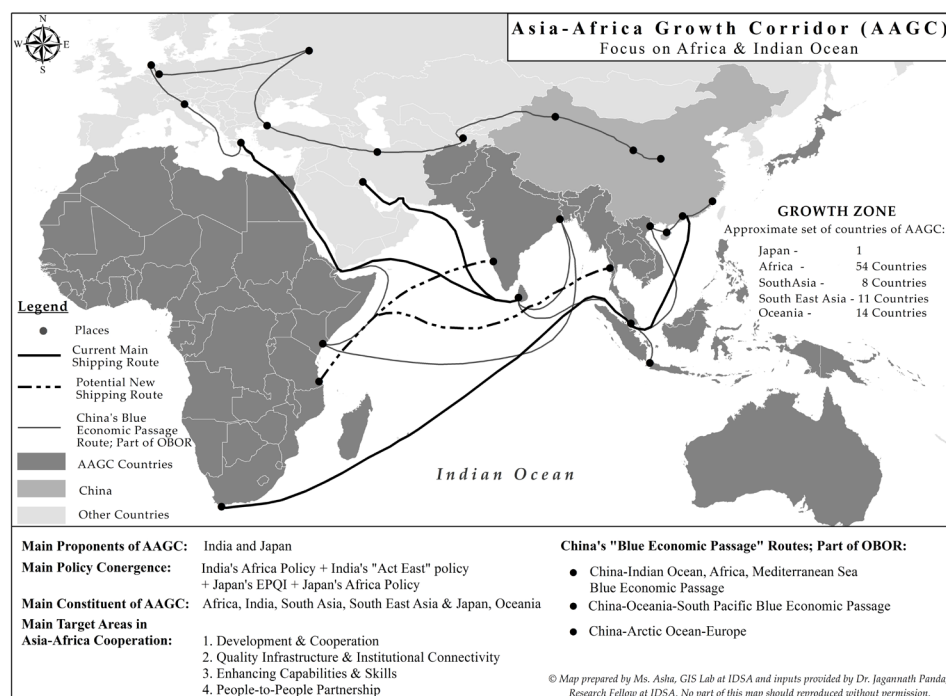 N
W E
S
Asia-Africa Growth Corridor (AAGC)
Focus on Africa & Indian Ocean
GROWTH ZONE
Approximate set of countries of AAGC:
Japan - 1
Africa - 54 Countries
SouthAsia - 8 Countries
South East Asia - 11 Countries
Oceania - 14 Countries
Legend
Places
Current Main
Shipping Route
Potential New
Shipping Route
China's Blue
Economic Passage
Route; Part of OBOR
AAGC Countries
China
Other Countries
Indian Ocean
Main Proponents of AAGC: India and Japan
Main Policy Conergence: India's Africa Policy + India's "Act East" policy
+ Japan's EPQI + Japan's Africa Policy
Main Constituent of AAGC: Africa, India, South Asia, South East Asia & Japan, Oceania
Main Target Areas in
Asia-Africa Cooperation: 1. Development & Cooperation
2. Quality Infrastructure & Institutional Connectivity
3. Enhancing Capabilities & Skills
4. People-to-People Partnership
China's "Blue Economic Passage" Routes; Part of OBOR:
● China-Indian Ocean, Africa, Mediterranean Sea
Blue Economic Passage
● China-Oceania-South Pacific Blue Economic Passage
● China-Arctic Ocean-Europe
© Map prepared by Ms. Asha, GIS Lab at IDSA and inputs provided by Dr. Jagannath Panda,
Research Fellow at IDSA. No part of this map should reproduced without permission.